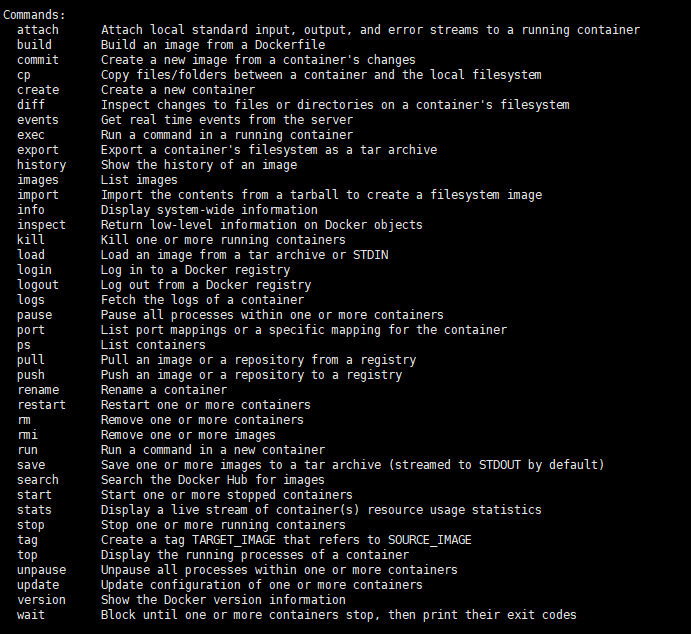 Commands:
  attach      Attach local standard input, output, and error streams to a running container
  build       Build an image from a Dockerfile
  commit      Create a new image from a container's changes
  cp          Copy files/folders between a container and the local filesystem
  create      Create a new container
  diff        Inspect changes to files or directories on a container's filesystem
  events      Get real time events from the server
  exec        Run a command in a running container
  export      Export a container's filesystem as a tar archive
  history     Show the history of an image
  images      List images
  import      Import the contents from a tarball to create a filesystem image
  info        Display system-wide information
  inspect     Return low-level information on Docker objects
  kill        Kill one or more running containers
  load        Load an image from a tar archive or STDIN
  login       Log in to a Docker registry
  logout      Log out from a Docker registry
  logs        Fetch the logs of a container
  pause       Pause all processes within one or more containers
  port        List port mappings or a specific mapping for the container
  ps          List containers
  pull        Pull an image or a repository from a registry
  push        Push an image or a repository to a registry
  rename      Rename a container
  restart     Restart one or more containers
  rm          Remove one or more containers
  rmi         Remove one or more images
  run         Run a command in a new container
  save        Save one or more images to a tar archive (streamed to STDOUT by default)
  search      Search the Docker Hub for images
  start       Start one or more stopped containers
  stats       Display a live stream of container(s) resource usage statistics
  stop        Stop one or more running containers
  tag         Create a tag TARGET_IMAGE that refers to SOURCE_IMAGE
  top         Display the running processes of a container
  unpause     Unpause all processes within one or more containers
  update      Update configuration of one or more containers
  version     Show the Docker version information
  wait        Block until one or more containers stop, then print their exit codes